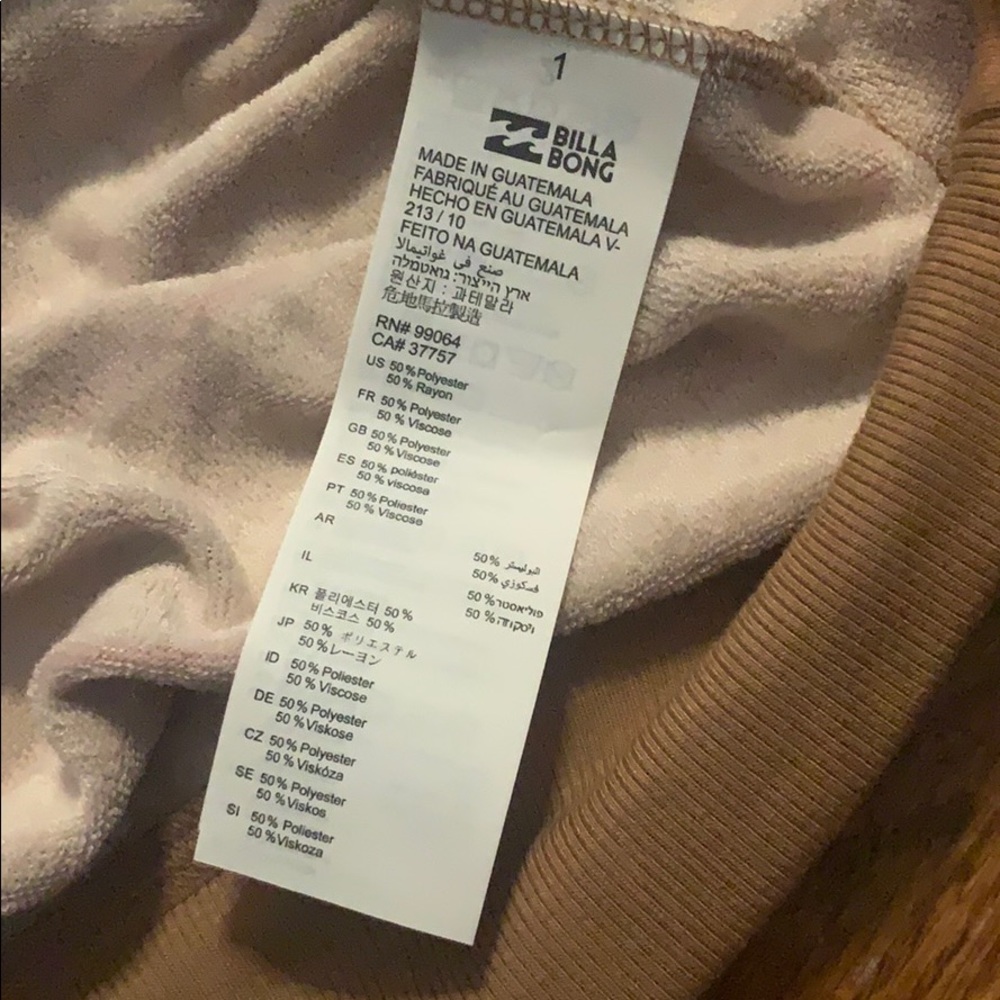 1
BILLA
BONG
MADE IN GUATEMALA
FABRIQUÉ AU GUATEMALA
HECHO EN GUATEMALA V-
213 / 10
FEITO NA GUATEMALA
صنع في غواتيمالا
ארץ הייצור: גואטמלה
원산지 : 과테말라
危地馬拉製造
RN# 99064
CA# 37757
US 50% Polyester
50% Rayon
FR 50% Polyester
50% Viscose
GB 50% Polyester
50% Viscose
ES 50% poliéster
50% viscosa
PT 50% Poliester
50% Viscose
AR
50% البوليستر
50% فسكوزي
IL
50% פוליאסטר
50% ויסקוזה
KR 폴리에스터 50%
비스코스 50%
JP 50% ポリエステル
50% レーヨン
ID 50% Poliester
50% Viscose
DE 50% Polyester
50% Viskose
CZ 50% Polyester
50% Viskóza
SE 50% Polyester
50% Viskos
SI 50% Poliester
50% Viskoza